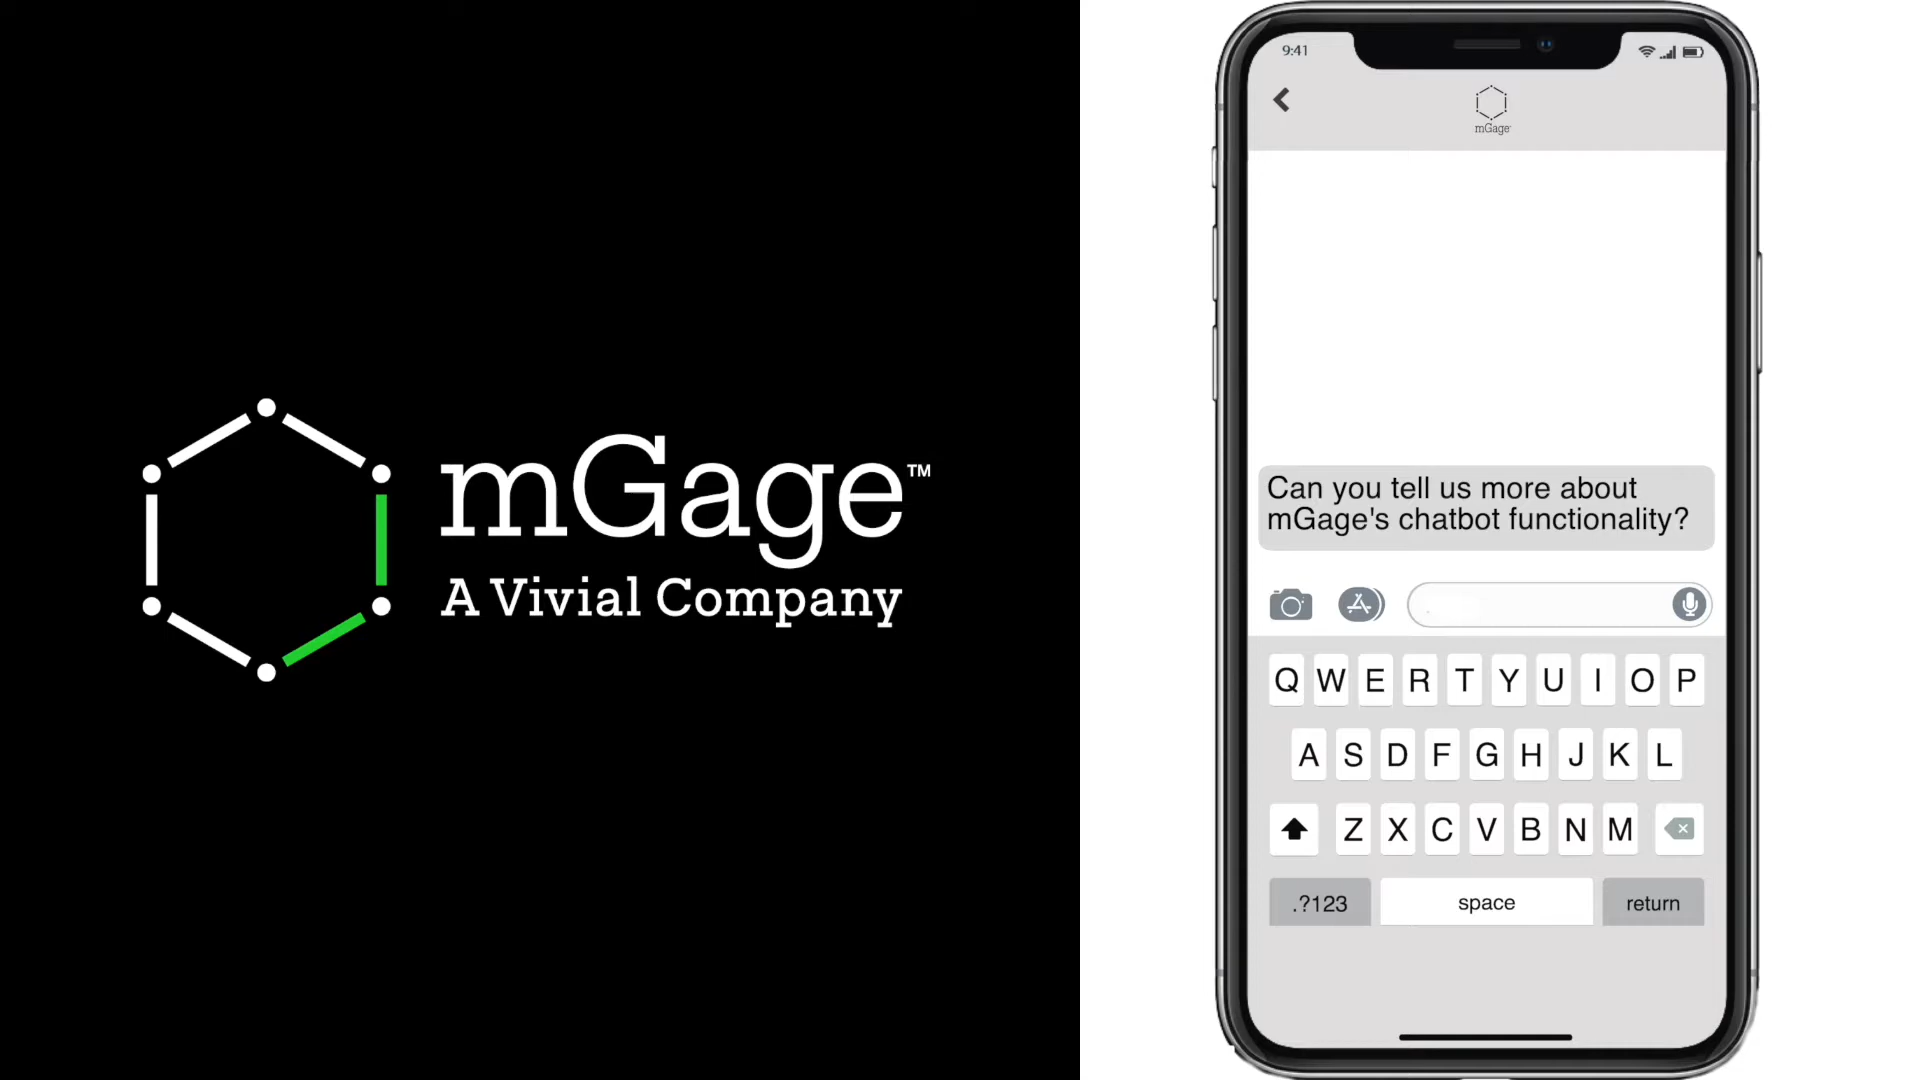 mGage™
A Vivial Company
9:41
mGage
Can you tell us more about
mGage's chatbot functionality?
Q W E R T Y U I O P
A S D F G H J K L
Z X C V B N M
.?123 space return